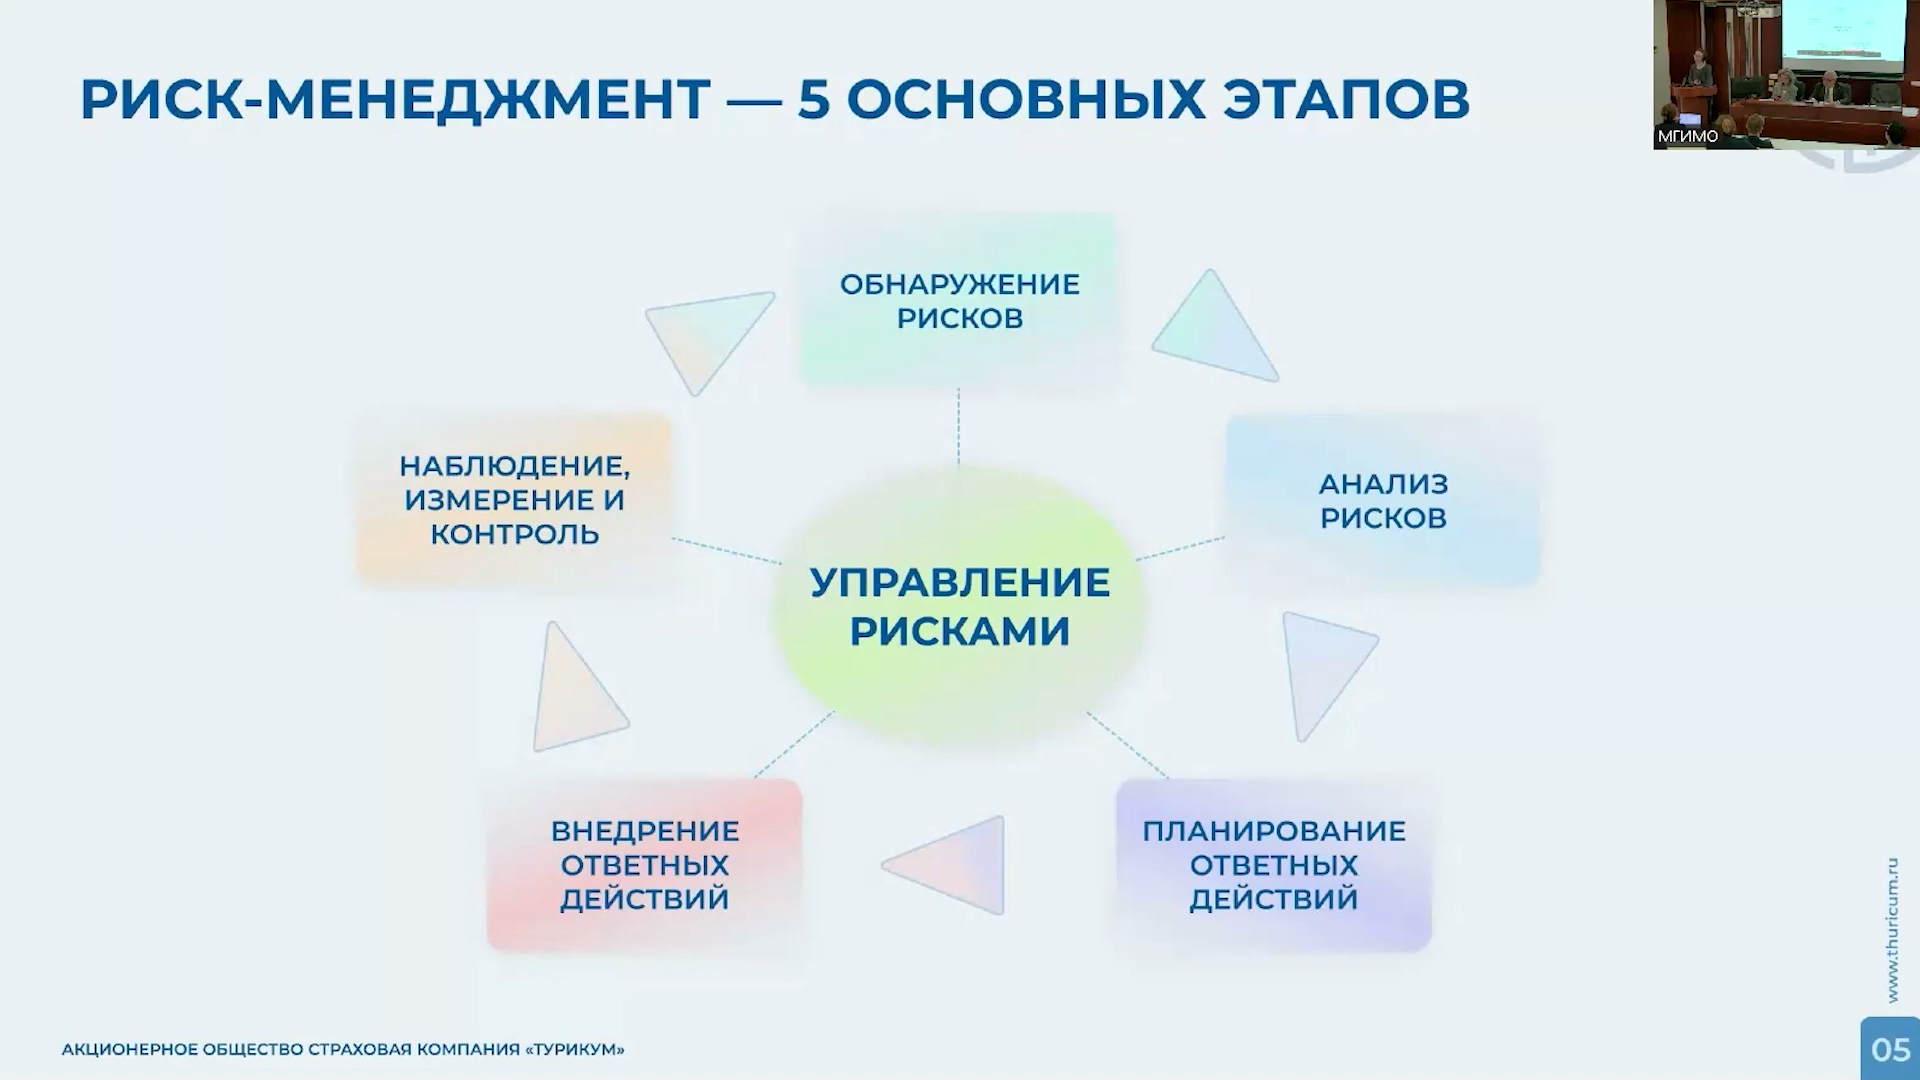 РИСК-МЕНЕДЖМЕНТ — 5 ОСНОВНЫХ ЭТАПОВ
МГИМО
ОБНАРУЖЕНИЕ
РИСКОВ
НАБЛЮДЕНИЕ,
ИЗМЕРЕНИЕ И
КОНТРОЛЬ
АНАЛИЗ
РИСКОВ
УПРАВЛЕНИЕ
РИСКАМИ
ВНЕДРЕНИЕ
ОТВЕТНЫХ
ДЕЙСТВИЙ
ПЛАНИРОВАНИЕ
ОТВЕТНЫХ
ДЕЙСТВИЙ
www.thuricum.ru
АКЦИОНЕРНОЕ ОБЩЕСТВО СТРАХОВАЯ КОМПАНИЯ «ТУРИКУМ»
05